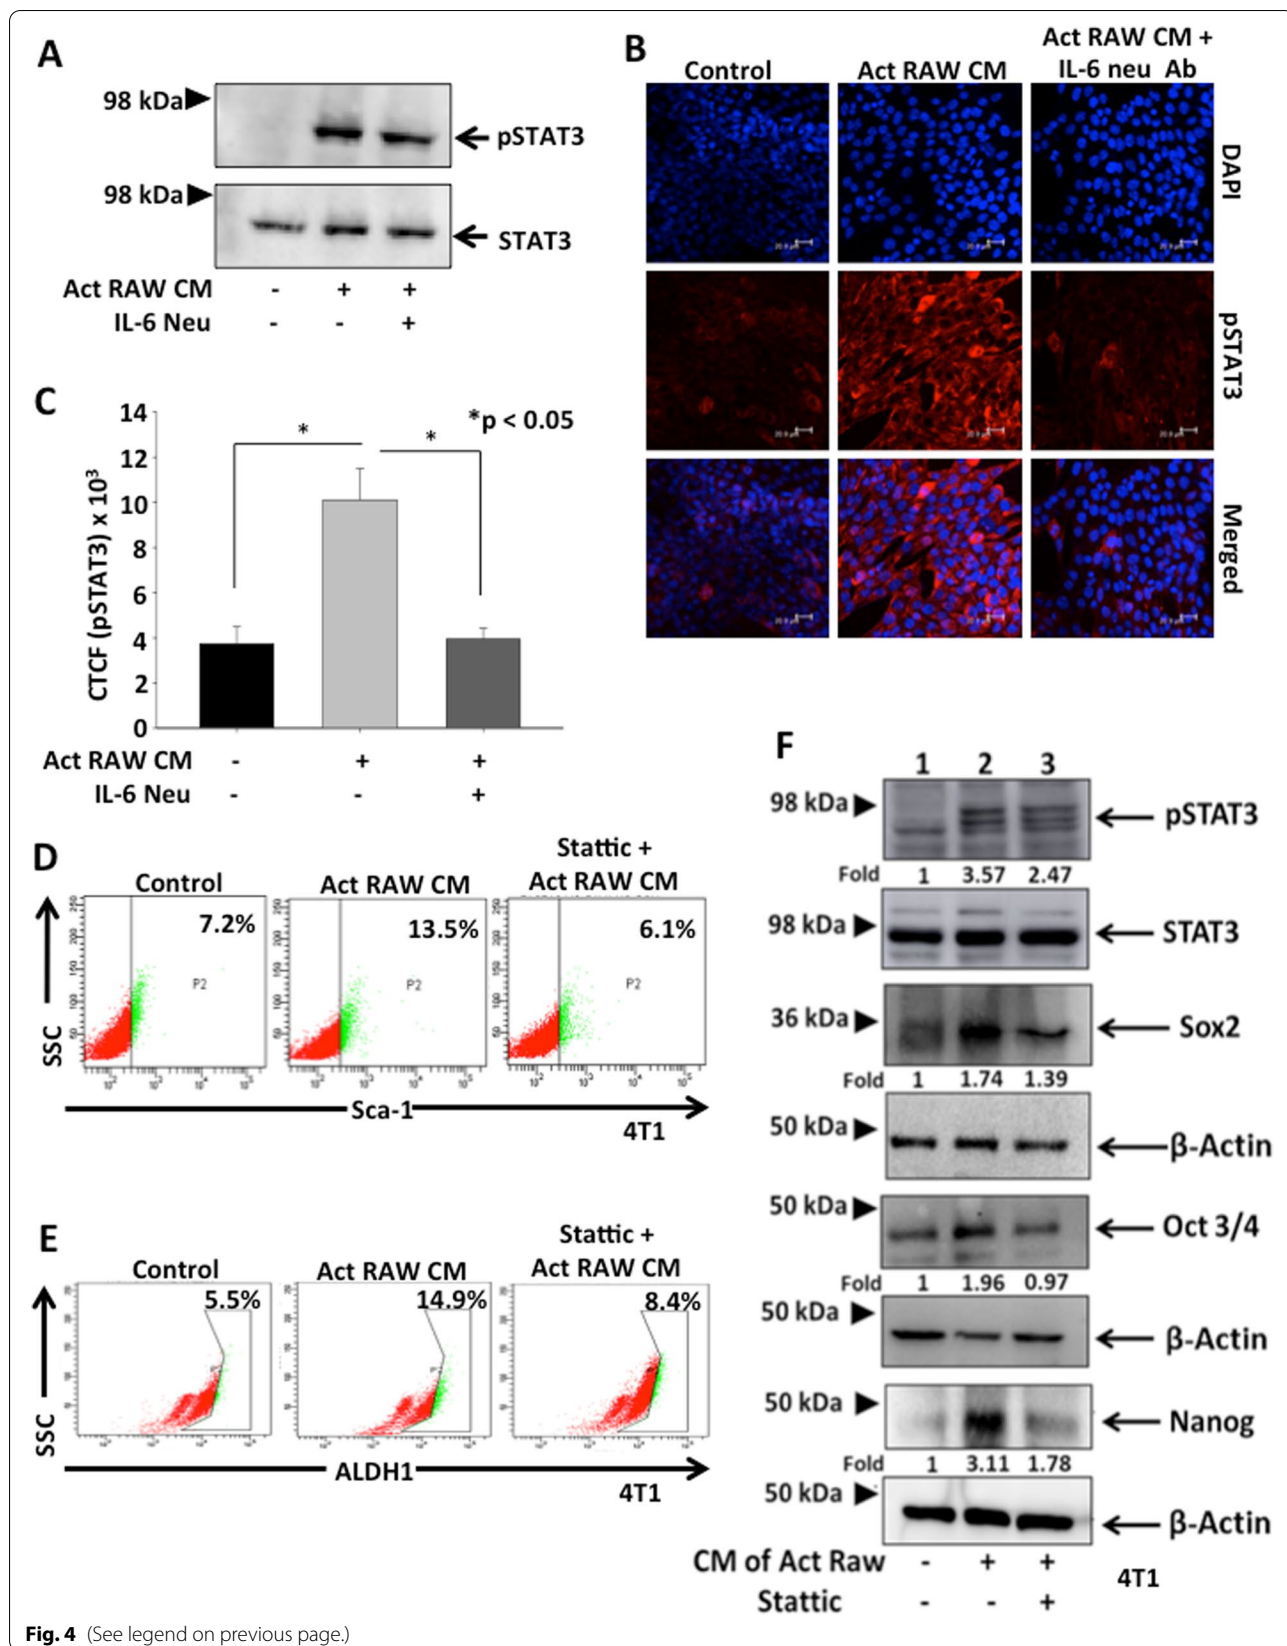 A
98 kDa
pSTAT3
98 kDa
STAT3
Act RAW CM - + +
IL-6 Neu - - +
B
Control Act RAW CM Act RAW CM +
IL-6 neu Ab
DAPI
pSTAT3
Merged
20.9 µm
C
CTCF (pSTAT3) x 10³
14
12
10
8
6
4
2
0
* *
*p < 0.05
Act RAW CM - + +
IL-6 Neu - - +
D
Control Act RAW CM Stattic +
Act RAW CM
7.2% 13.5% 6.1%
P2 P2 P2
SSC
Sca-1
4T1
E
Control Act RAW CM Stattic +
Act RAW CM
5.5% 14.9% 8.4%
SSC
ALDH1
4T1
F
1 2 3
98 kDa pSTAT3
Fold 1 3.57 2.47
98 kDa STAT3
36 kDa Sox2
Fold 1 1.74 1.39
50 kDa β-Actin
50 kDa Oct 3/4
Fold 1 1.96 0.97
50 kDa β-Actin
50 kDa Nanog
Fold 1 3.11 1.78
50 kDa β-Actin
CM of Act Raw - + +
Stattic - - +
4T1
Fig. 4 (See legend on previous page.)